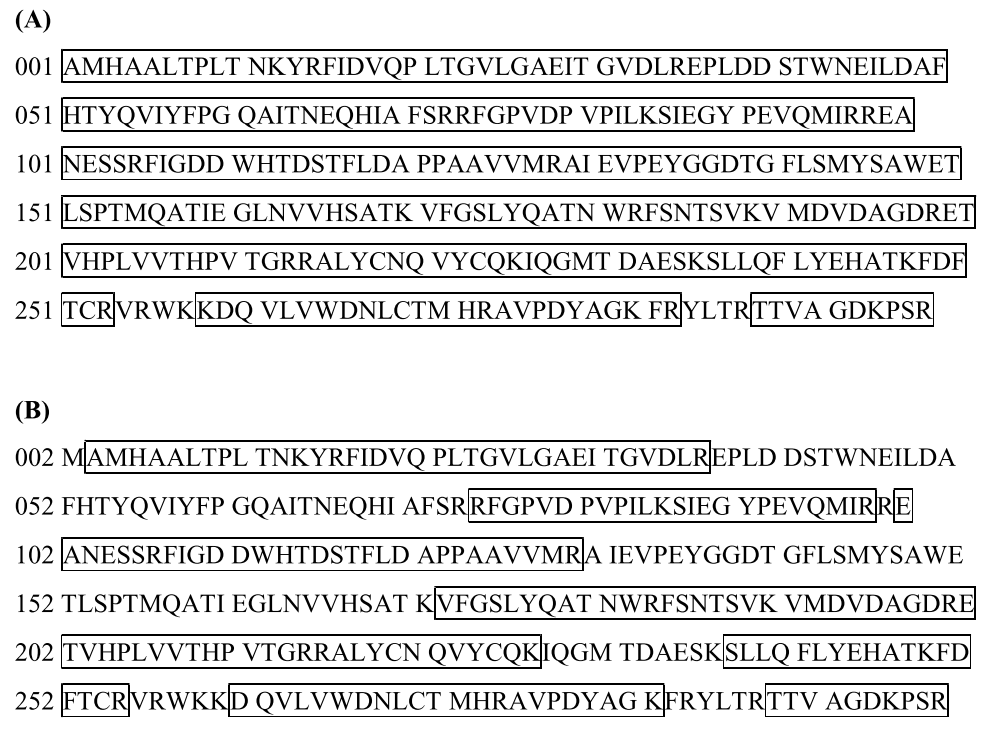 (A)
001 AMHAALTPLT NKYRFIDVQP LTGVLGAEIT GVDLREPLDD STWNEILDAF
051 HTYQVIYFPG QAITNEQHIA FSRRFGPVDP VPILKSIEGY PEVQMIRREA
101 NESSRFIGDD WHTDSTFLDA PPAAVVMRAI EVPEYGGDTG FLSMYSAWET
151 LSPTMQATIE GLNVVHSATK VFGSLYQATN WRFSNTSVKV MDVDAGDRET
201 VHPLVVTHPV TGRRALYCNQ VYCQKIQGMT DAESKSLLQF LYEHATKFDF
251 TCRVRWKKDQ VLVWDNLCTM HRAVPDYAGK FRYLTRTTVA GDKPSR
(B)
002 MAMHAALTPL TNKYRFIDVQ PLTGVLGAEI TGVDLREPLD DSTWNEILDA
052 FHTYQVIYFP GQAITNEQHI AFSRRFGPVD PVPILKSIEG YPEVQMIRRE
102 ANESSRFIGD DWHTDSTFLD APPAAVVMRA IEVPEYGGDT GFLSMYSAWE
152 TLSPTMQATI EGLNVVHSAT KVFGSLYQAT NWRFSNTSVK VMDVDAGDRE
202 TVHPLVVTHP VTGRRALYCN QVYCQKIQGM TDAESKSLLQ FLYEHATKFD
252 FTCRVRWKKD QVLVWDNLCT MHRAVPDYAG KFRYLTRTTV AGDKPSR